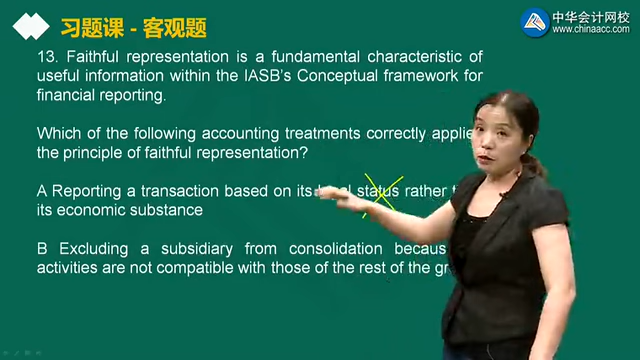 习题课 - 客观题
中华会计网校
www.chinaacc.com
13. Faithful representation is a fundamental characteristic of
useful information within the IASB's Conceptual framework for
financial reporting.
Which of the following accounting treatments correctly
the principle of faithful representation?
A Reporting a transaction based on its status rather
its economic substance
B Excluding a subsidiary from consolidation
activities are not compatible with those of the rest of the